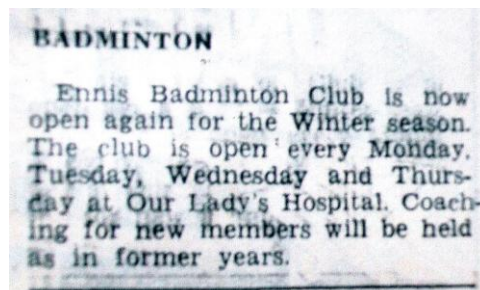 BADMINTON
Ennis Badminton Club is now
open again for the Winter season.
The club is open every Monday,
Tuesday, Wednesday and Thurs-
day at Our Lady's Hospital. Coach-
ing for new members will be held
as in former years.